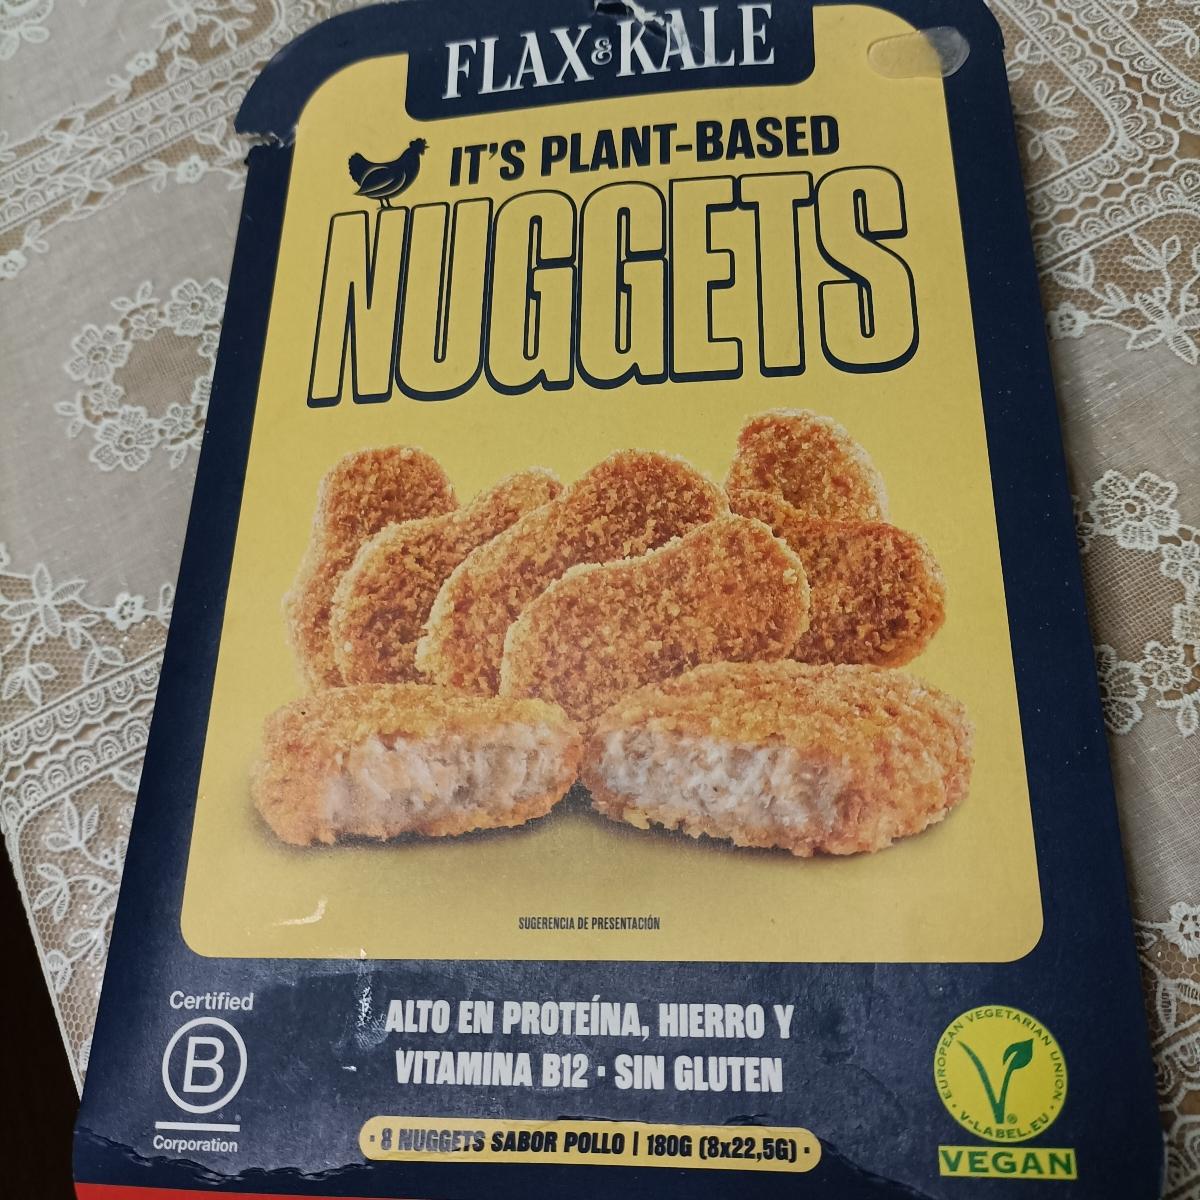 FLAX&KALE
IT'S PLANT-BASED
NUGGETS
SUGERENCIA DE PRESENTACIÓN
Certified
B
Corporation
ALTO EN PROTEÍNA, HIERRO Y
VITAMINA B12 · SIN GLUTEN
· 8 NUGGETS SABOR POLLO | 180G (8x22,5G) ·
EUROPEAN VEGETARIAN UNION
V-LABEL.EU
VEGAN